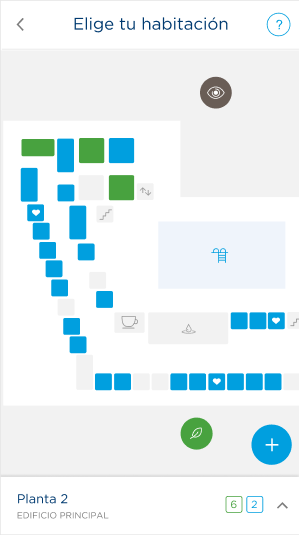 Elige tu habitación
?
Planta 2
EDIFICIO PRINCIPAL
6 2